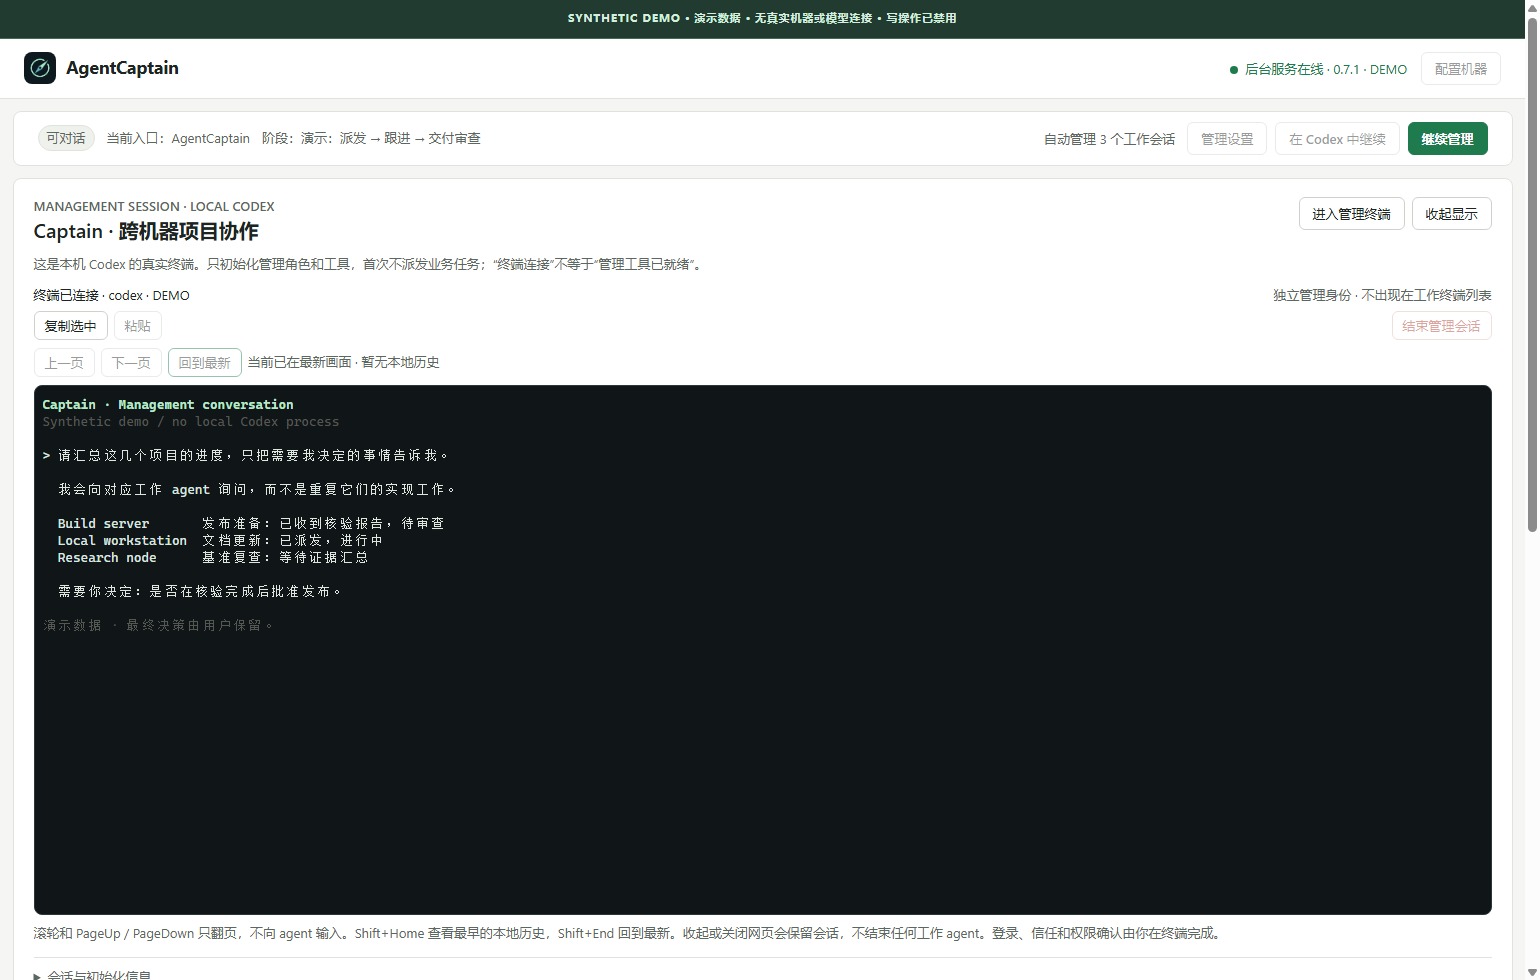 SYNTHETIC DEMO • 演示数据 • 无真实机器或模型连接 • 写操作已禁用
AgentCaptain
后台服务在线 · 0.7.1 · DEMO
配置机器
可对话
当前入口：AgentCaptain
阶段：演示：派发 → 跟进 → 交付审查
自动管理 3 个工作会话
管理设置
在 Codex 中继续
继续管理
MANAGEMENT SESSION · LOCAL CODEX
Captain · 跨机器项目协作
进入管理终端
收起显示
这是本机 Codex 的真实终端。只初始化管理角色和工具，首次不派发业务任务；“终端连接”不等于“管理工具已就绪”。
终端已连接 · codex · DEMO
独立管理身份 · 不出现在工作终端列表
复制选中
粘贴
结束管理会话
上一页
下一页
回到最新
当前已在最新画面 · 暂无本地历史
Captain · Management conversation
Synthetic demo / no local Codex process
> 请汇总这几个项目的进度，只把需要我决定的事情告诉我。
我会向对应工作 agent 询问，而不是重复它们的实现工作。
Build server 发布准备：已收到核验报告，待审查
Local workstation 文档更新：已派发，进行中
Research node 基准复查：等待证据汇总
需要你决定：是否在核验完成后批准发布。
演示数据 · 最终决策由用户保留。
滚轮和 PageUp / PageDown 只翻页，不向 agent 输入。Shift+Home 查看最早的本地历史，Shift+End 回到最新。收起或关闭网页会保留会话，不结束任何工作 agent。登录、信任和权限确认由你在终端完成。
▶ 会话与初始化信息